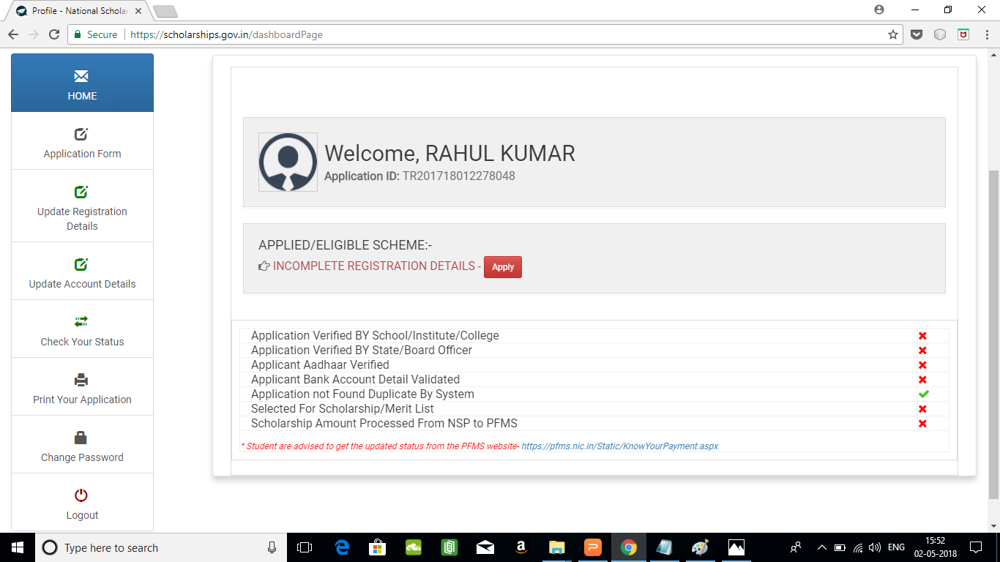 Profile - National Scholar
Secure
https://scholarships.gov.in/dashboardPage
HOME
Application Form
Update Registration
Details
Update Account Details
Check Your Status
Print Your Application
Change Password
Logout
Welcome, RAHUL KUMAR
Application ID: TR201718012278048
APPLIED/ELIGIBLE SCHEME:-
INCOMPLETE REGISTRATION DETAILS - Apply
Application Verified BY School/Institute/College
Application Verified BY State/Board Officer
Applicant Aadhaar Verified
Applicant Bank Account Detail Validated
Application not Found Duplicate By System
Selected For Scholarship/Merit List
Scholarship Amount Processed From NSP to PFMS
* Student are advised to get the updated status from the PFMS website- https://pfms.nic.in/Static/KnowYourPayment.aspx
Type here to search
ENG
15:52
02-05-2018